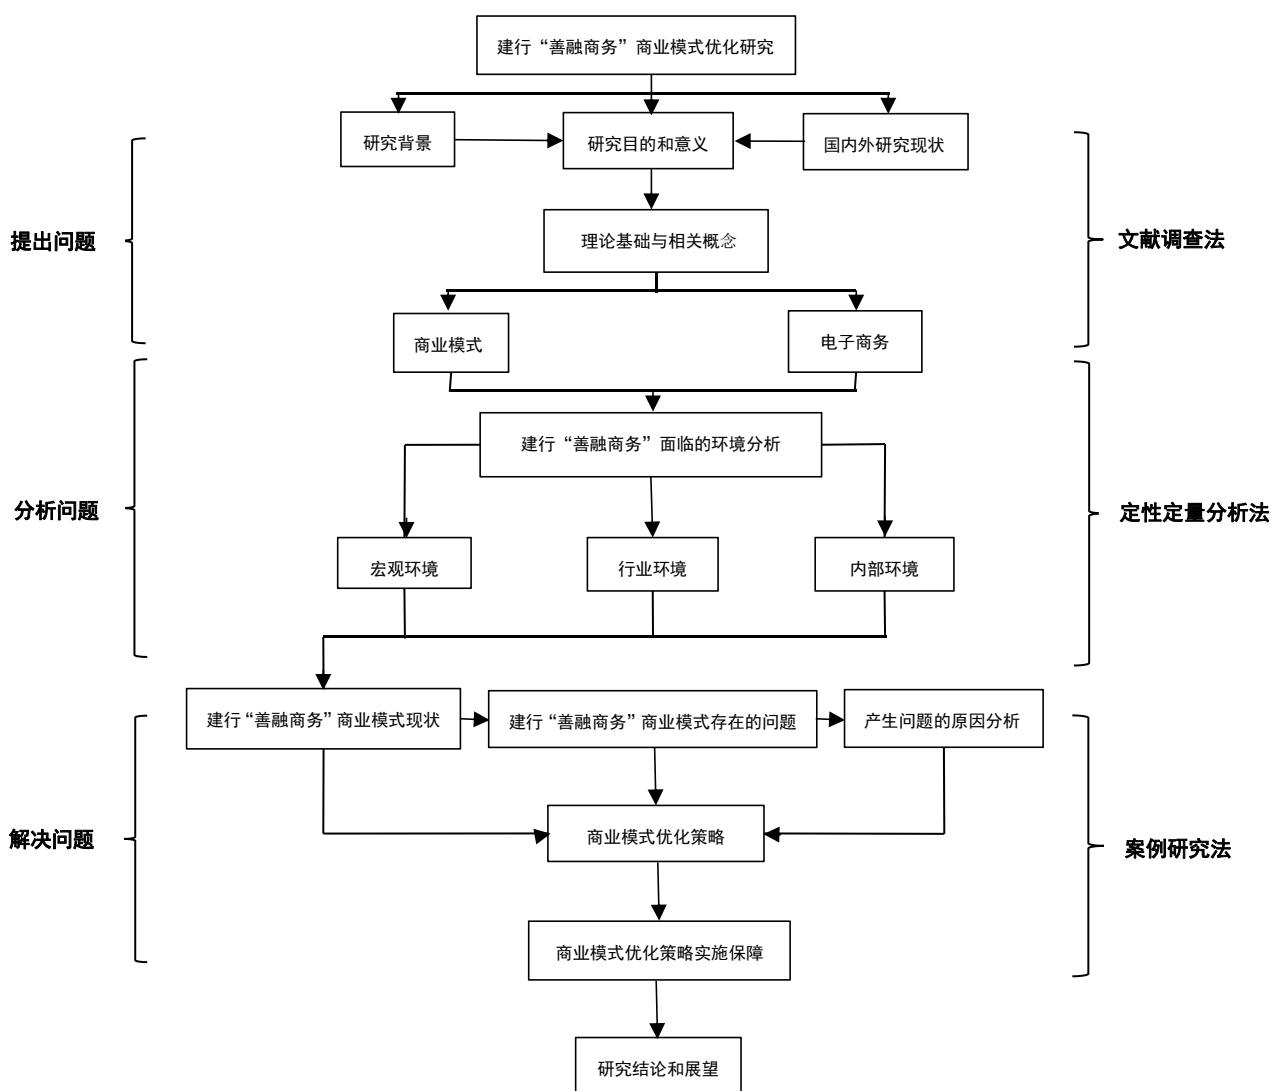 建行“善融商务”商业模式优化研究
研究背景
研究目的和意义
国内外研究现状
提出问题
理论基础与相关概念
文献调查法
商业模式
电子商务
建行“善融商务”面临的环境分析
分析问题
定性定量分析法
宏观环境
行业环境
内部环境
建行“善融商务”商业模式现状
建行“善融商务”商业模式存在的问题
产生问题的原因分析
解决问题
商业模式优化策略
案例研究法
商业模式优化策略实施保障
研究结论和展望